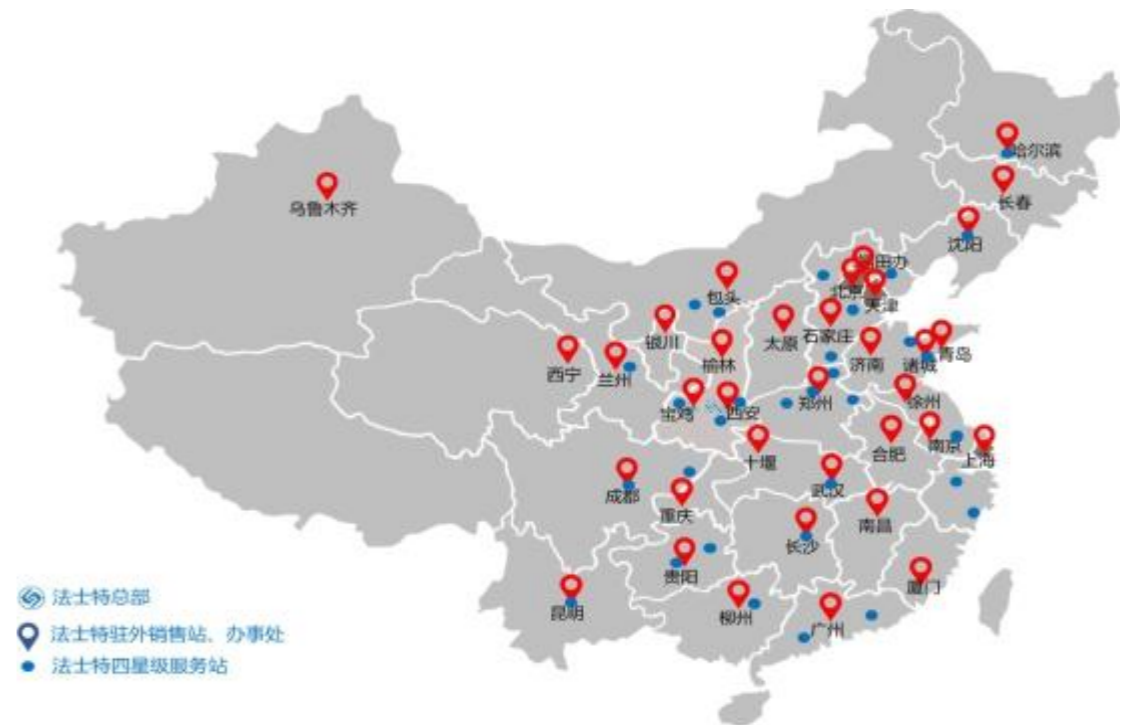 哈尔滨
长春
乌鲁木齐
沈阳
田办
包头
北京
天津
银川
太原
石家庄
榆林
济南
诸城
青岛
西宁
兰州
宝鸡
西安
郑州
徐州
十堰
合肥
南京
上海
成都
重庆
武汉
南昌
长沙
贵阳
昆明
柳州
广州
厦门
法士特总部
法士特驻外销售站、办事处
法士特四星级服务站